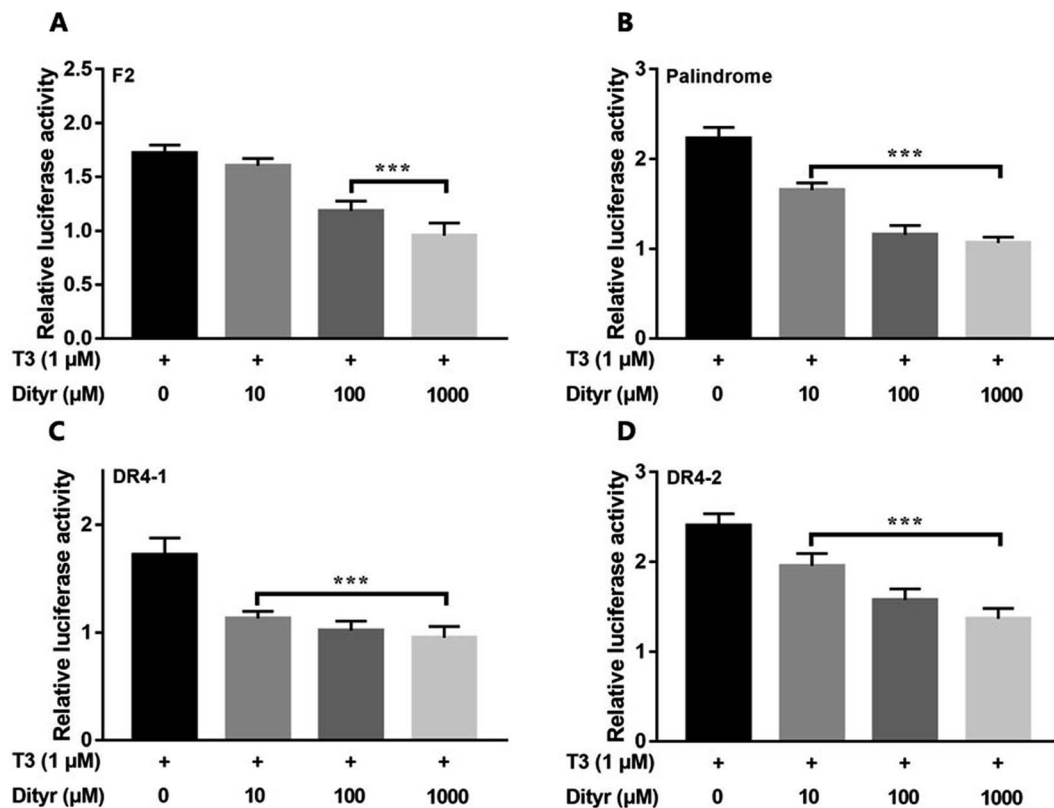 A
Relative luciferase activity
F2
2.5
2.0
1.5
1.0
0.5
0.0
***
T3 (1 μM) + + + +
Dityr (μM) 0 10 100 1000
B
Relative luciferase activity
Palindrome
3
2
1
0
***
T3 (1 μM) + + + +
Dityr (μM) 0 10 100 1000
C
Relative luciferase activity
DR4-1
2
1
0
***
T3 (1 μM) + + + +
Dityr (μM) 0 10 100 1000
D
Relative luciferase activity
DR4-2
3
2
1
0
***
T3 (1 μM) + + + +
Dityr (μM) 0 10 100 1000